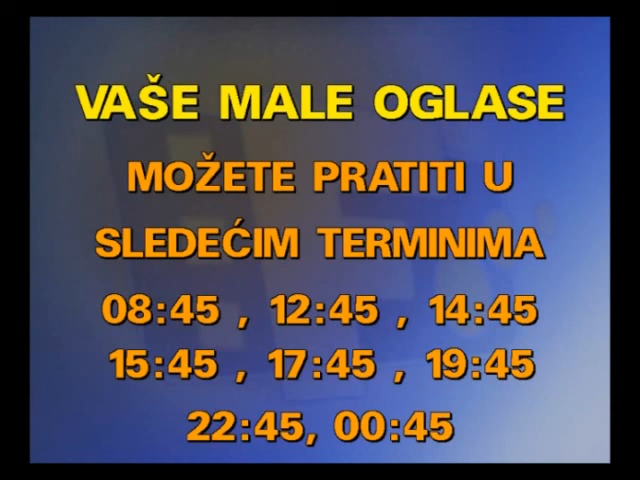 VAŠE MALE OGLASE
MOŽETE PRATITI U
SLEDEĆIM TERMINIMA
08:45 , 12:45 , 14:45
15:45 , 17:45 , 19:45
22:45, 00:45